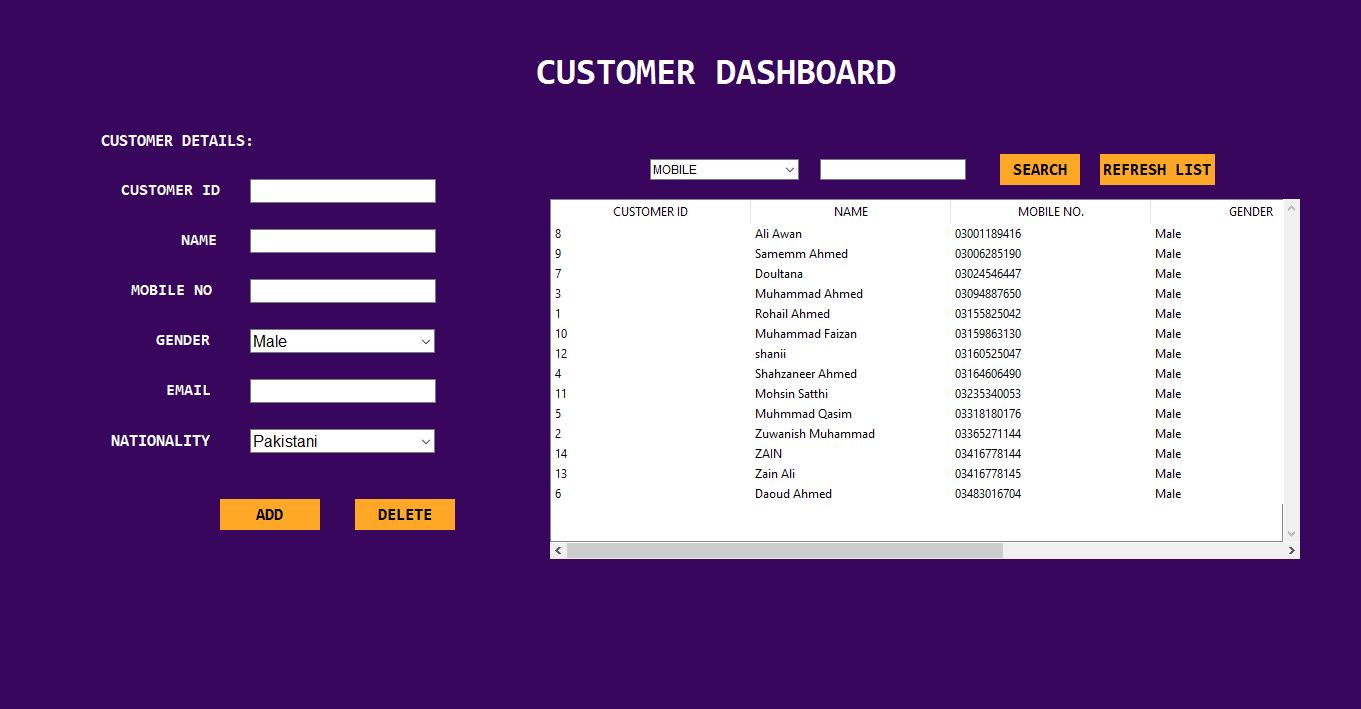 CUSTOMER DASHBOARD
CUSTOMER DETAILS:
CUSTOMER ID
NAME
MOBILE NO
GENDER Male
EMAIL
NATIONALITY Pakistani
ADD DELETE
MOBILE SEARCH REFRESH LIST
CUSTOMER ID NAME MOBILE NO. GENDER
8 Ali Awan 03001189416 Male
9 Samemm Ahmed 03006285190 Male
7 Doultana 03024546447 Male
3 Muhammad Ahmed 03094887650 Male
1 Rohail Ahmed 03155825042 Male
10 Muhammad Faizan 03159863130 Male
12 shanii 03160525047 Male
4 Shahzaneer Ahmed 03164606490 Male
11 Mohsin Satthi 03235340053 Male
5 Muhmmad Qasim 03318180176 Male
2 Zuwanish Muhammad 03365271144 Male
14 ZAIN 03416778144 Male
13 Zain Ali 03416778145 Male
6 Daoud Ahmed 03483016704 Male